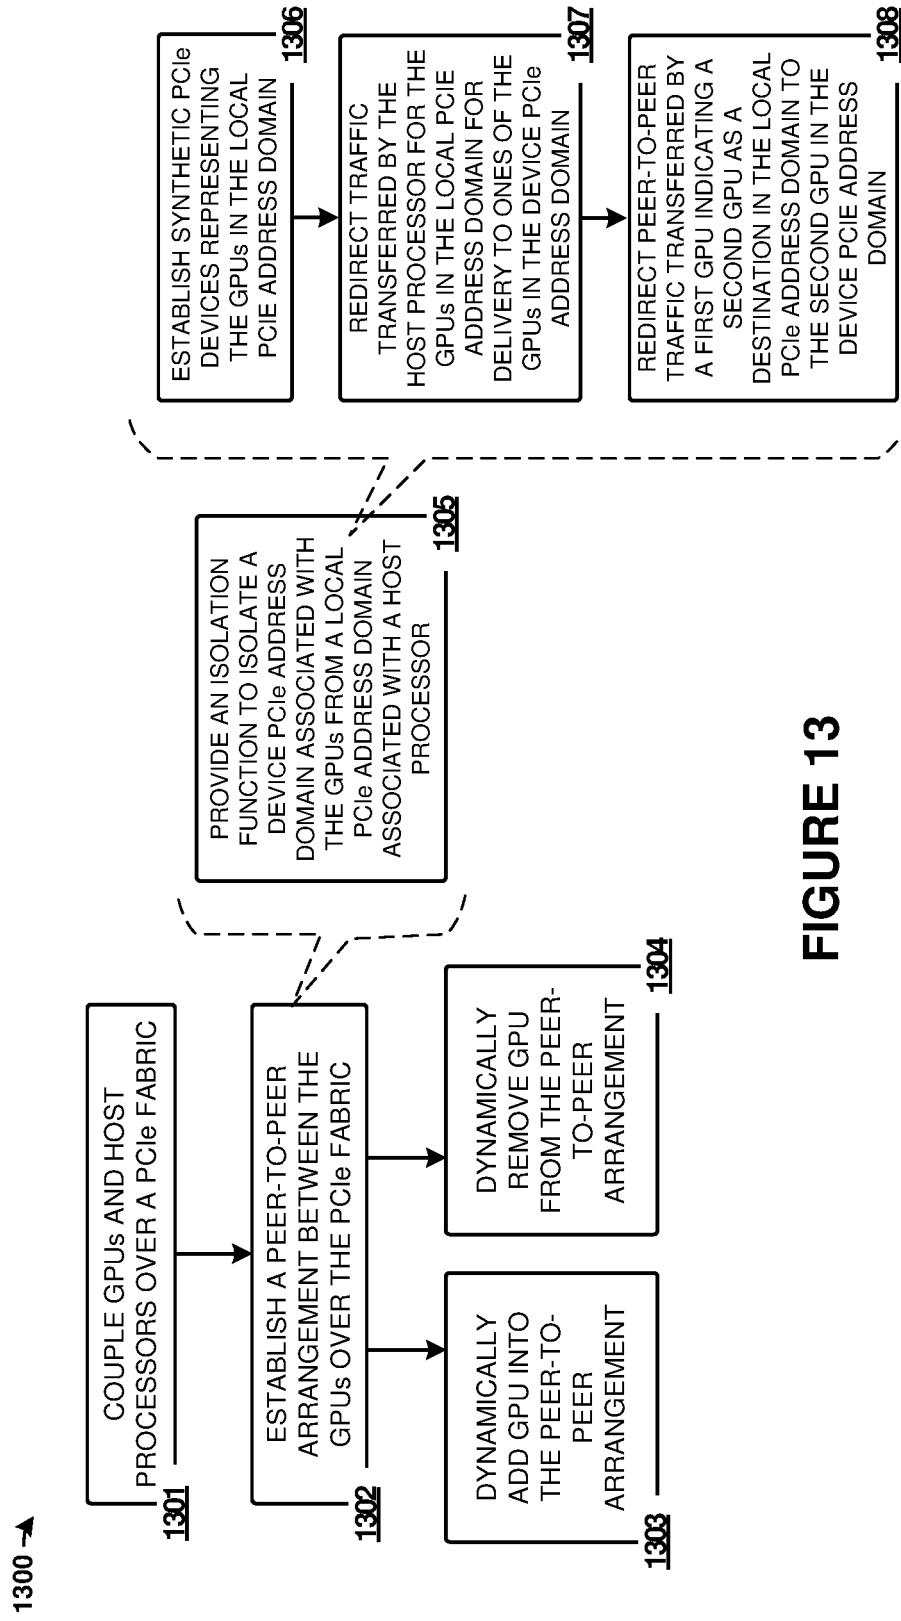 1300
COUPLE GPUs AND HOST
PROCESSORS OVER A PCIe FABRIC
1301
ESTABLISH A PEER-TO-PEER
ARRANGEMENT BETWEEN THE
GPUs OVER THE PCIe FABRIC
1302
DYNAMICALLY
ADD GPU INTO
THE PEER-TO-
PEER
ARRANGEMENT
1303
DYNAMICALLY
REMOVE GPU
FROM THE PEER-
TO-PEER
ARRANGEMENT
1304
PROVIDE AN ISOLATION
FUNCTION TO ISOLATE A
DEVICE PCIe ADDRESS
DOMAIN ASSOCIATED WITH
THE GPUs FROM A LOCAL
PCIe ADDRESS DOMAIN
ASSOCIATED WITH A HOST
PROCESSOR
1305
ESTABLISH SYNTHETIC PCIe
DEVICES REPRESENTING
THE GPUs IN THE LOCAL
PCIE ADDRESS DOMAIN
1306
REDIRECT TRAFFIC
TRANSFERRED BY THE
HOST PROCESSOR FOR THE
GPUs IN THE LOCAL PCIE
ADDRESS DOMAIN FOR
DELIVERY TO ONES OF THE
GPUs IN THE DEVICE PCIe
ADDRESS DOMAIN
1307
REDIRECT PEER-TO-PEER
TRAFFIC TRANSFERRED BY
A FIRST GPU INDICATING A
SECOND GPU AS A
DESTINATION IN THE LOCAL
PCIe ADDRESS DOMAIN TO
THE SECOND GPU IN THE
DEVICE PCIE ADDRESS
DOMAIN
1308
FIGURE 13